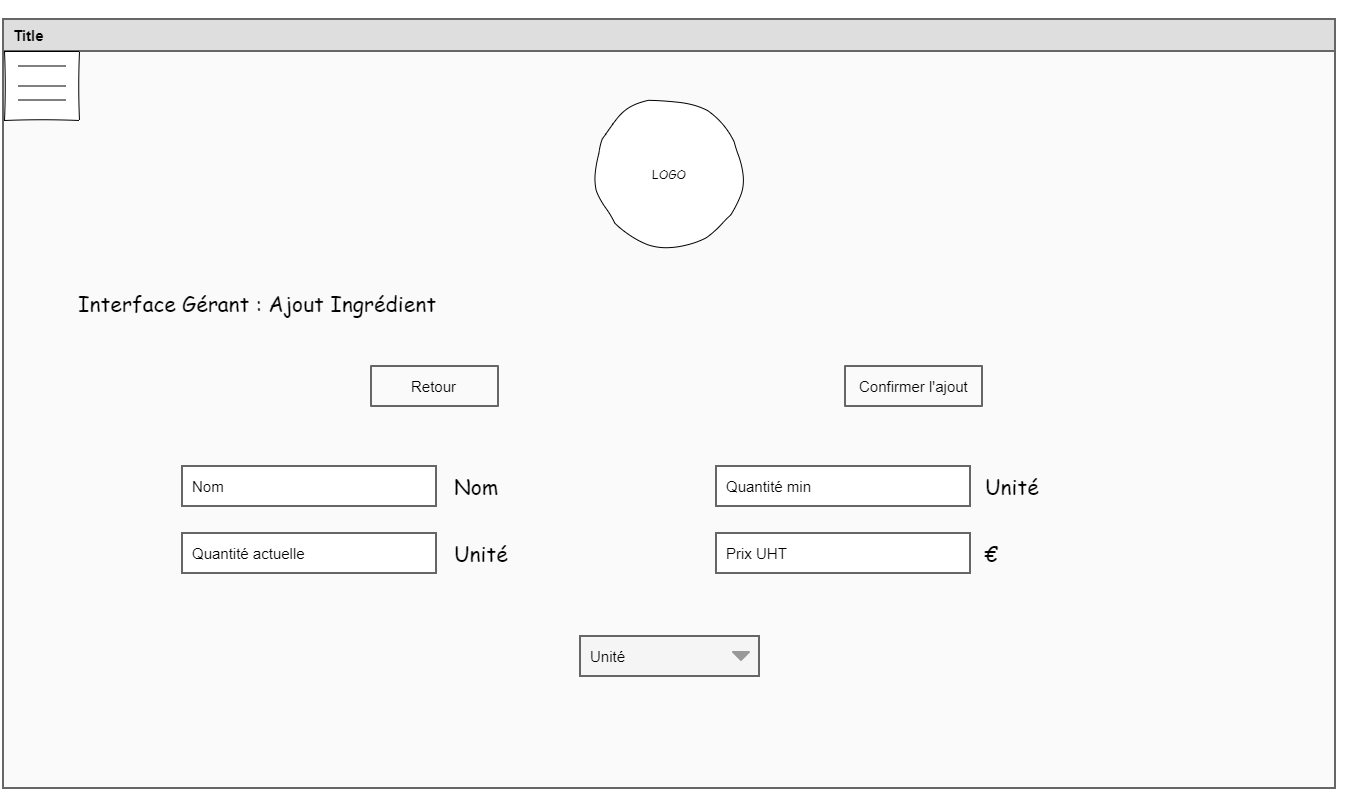 Title
LOGO
Interface Gérant : Ajout Ingrédient
Retour
Confirmer l'ajout
Nom
Nom
Quantité min
Unité
Quantité actuelle
Unité
Prix UHT
€
Unité